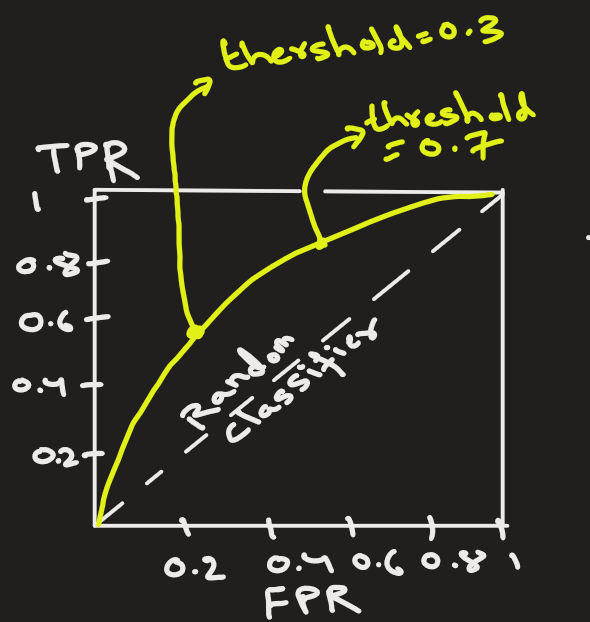 thershold=0.3
threshold
= 0.7
TPR
1
0.8
0.6
0.4
0.2
Random
classifier
0.2 0.4 0.6 0.8 1
FPR